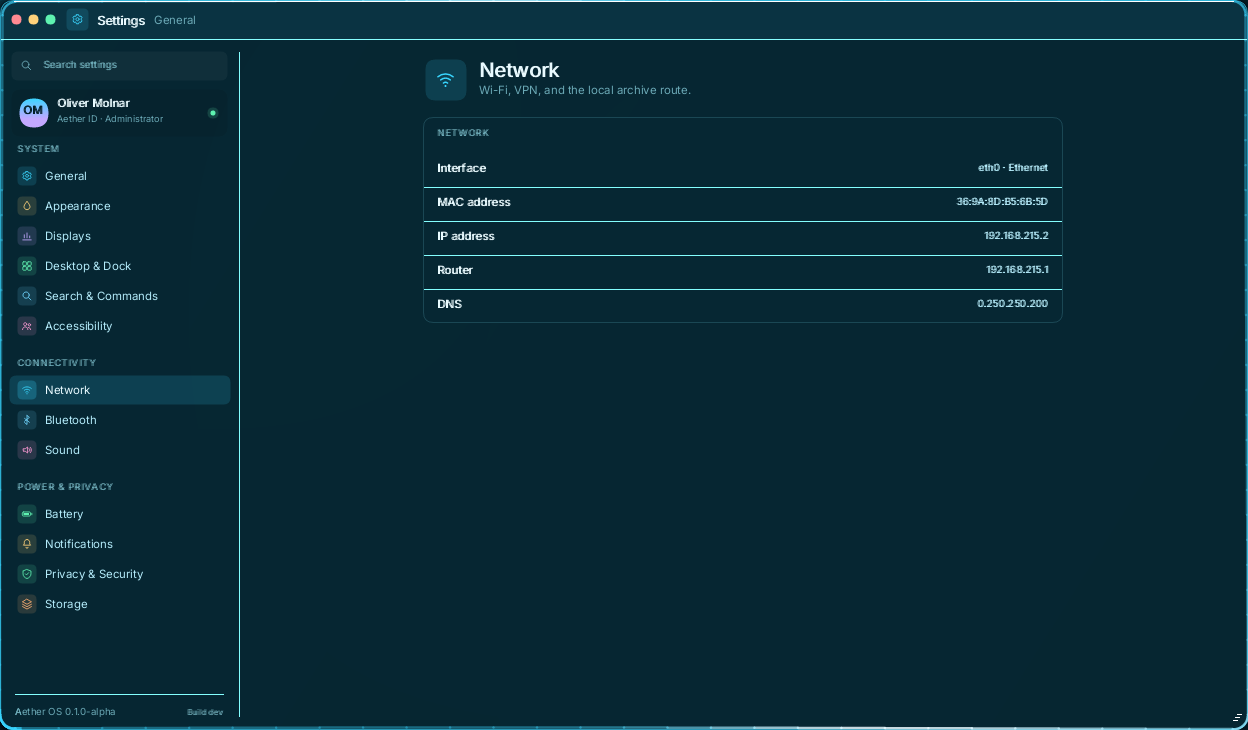 Settings General
Search settings
OM
Oliver Molnar
Aether ID · Administrator
SYSTEM
General
Appearance
Displays
Desktop & Dock
Search & Commands
Accessibility
CONNECTIVITY
Network
Bluetooth
Sound
POWER & PRIVACY
Battery
Notifications
Privacy & Security
Storage
Aether OS 0.1.0-alpha Build dev
Network
Wi-Fi, VPN, and the local archive route.
NETWORK
Interface eth0 · Ethernet
MAC address 36:9A:8D:B5:6B:5D
IP address 192.168.215.2
Router 192.168.215.1
DNS 0.250.250.200